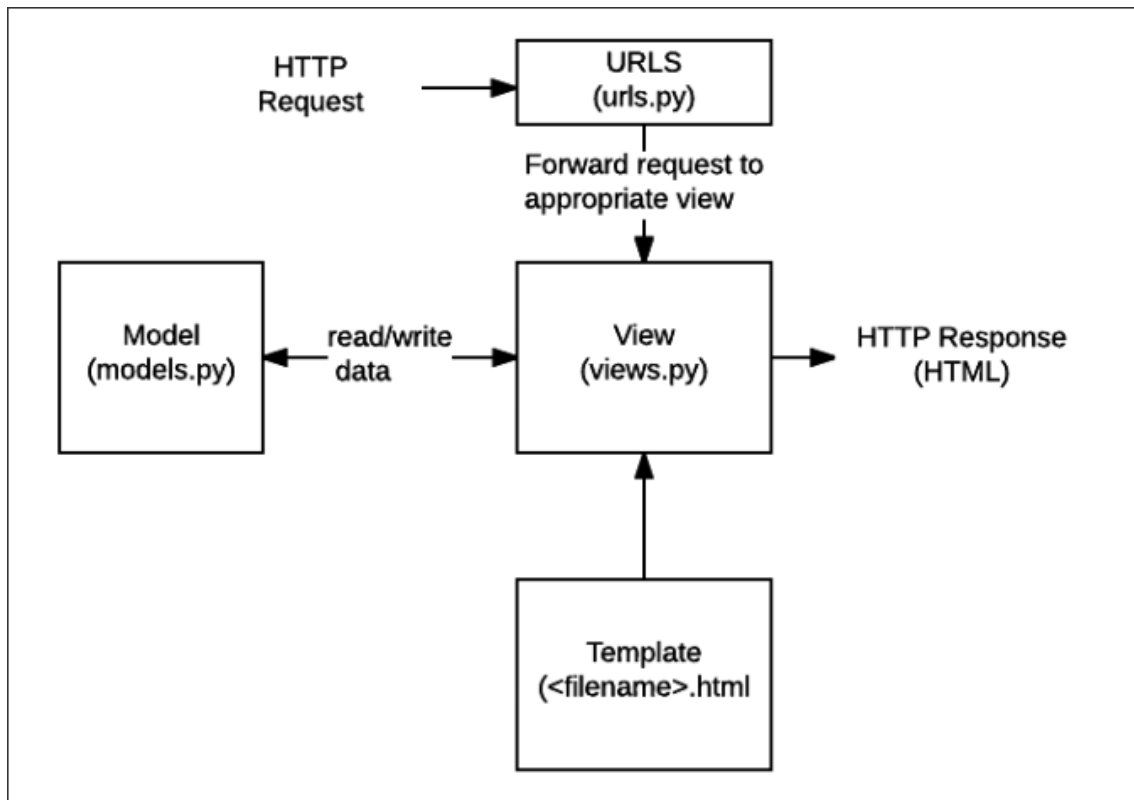 HTTP
Request
URLS
(urls.py)
Forward request to
appropriate view
Model
(models.py)
read/write
data
View
(views.py)
HTTP Response
(HTML)
Template
(<filename>.html